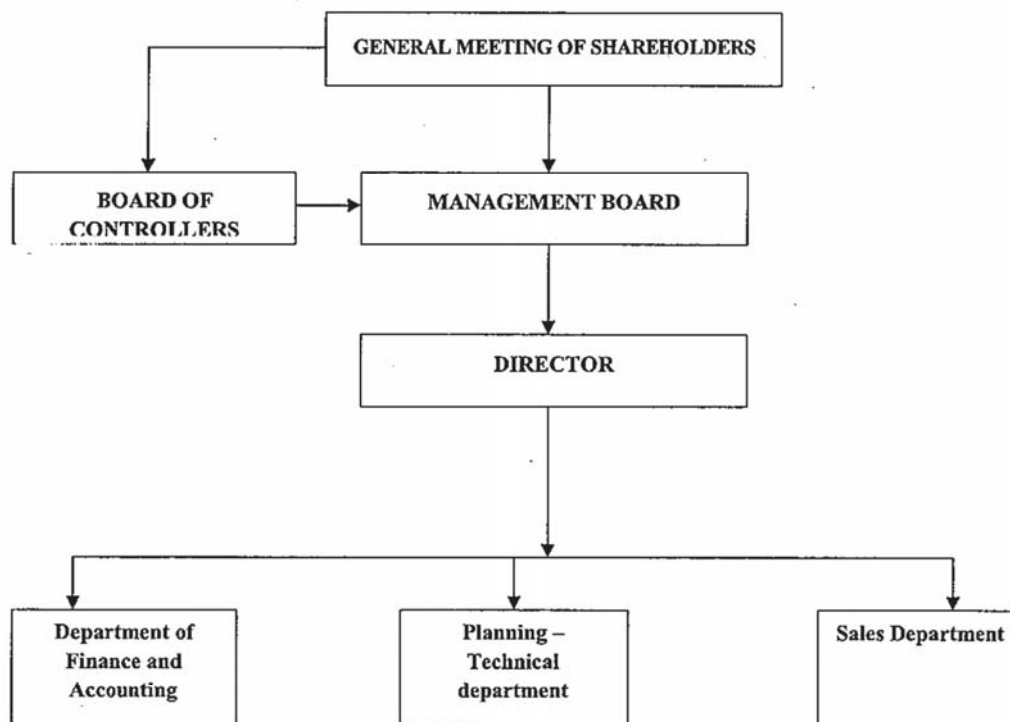 GENERAL MEETING OF SHAREHOLDERS
BOARD OF
CONTROLLERS
MANAGEMENT BOARD
DIRECTOR
Department of
Finance and
Accounting
Planning –
Technical
department
Sales Department